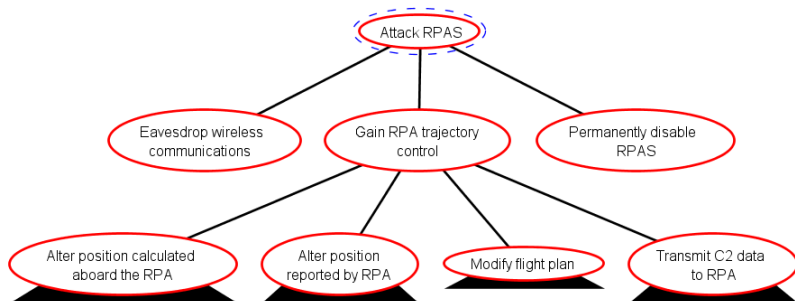 Attack RPAS
Eavesdrop wireless
communications
Gain RPA trajectory
control
Permanently disable
RPAS
Alter position calculated
aboard the RPA
Alter position
reported by RPA
Modify flight plan
Transmit C2 data
to RPA